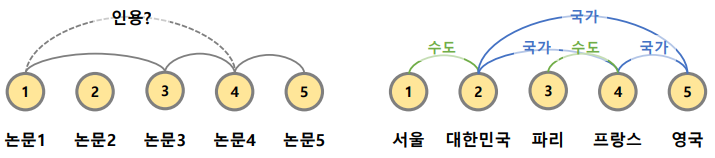 인용?
1 2 3 4 5
논문1 논문2 논문3 논문4 논문5
국가
수도 국가 수도 국가
1 2 3 4 5
서울 대한민국 파리 프랑스 영국